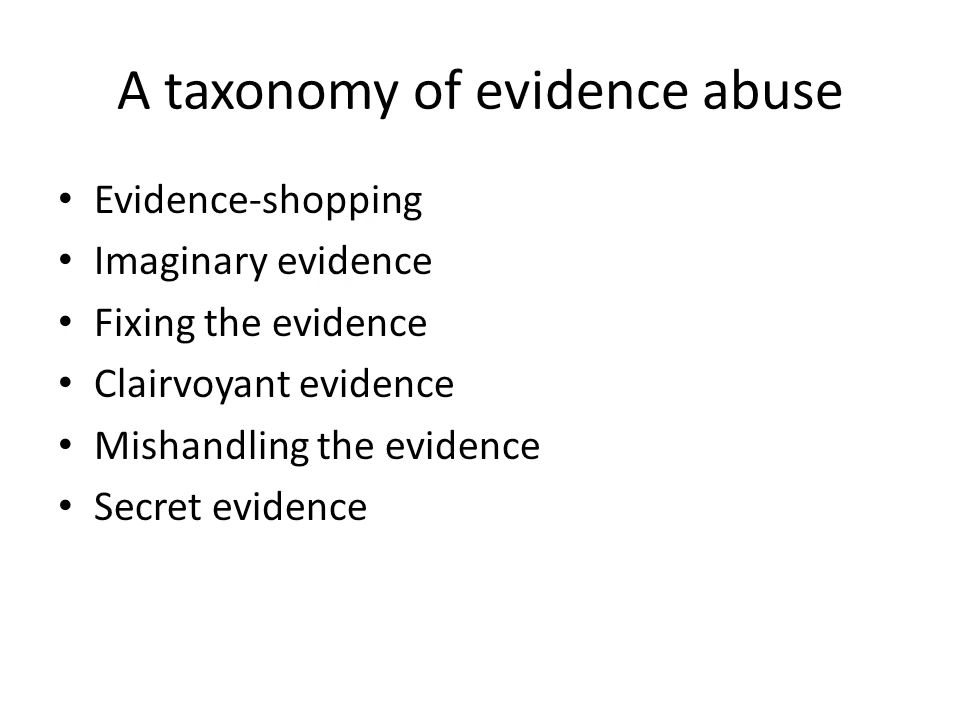 A taxonomy of evidence abuse
• Evidence-shopping
• Imaginary evidence
• Fixing the evidence
• Clairvoyant evidence
• Mishandling the evidence
• Secret evidence